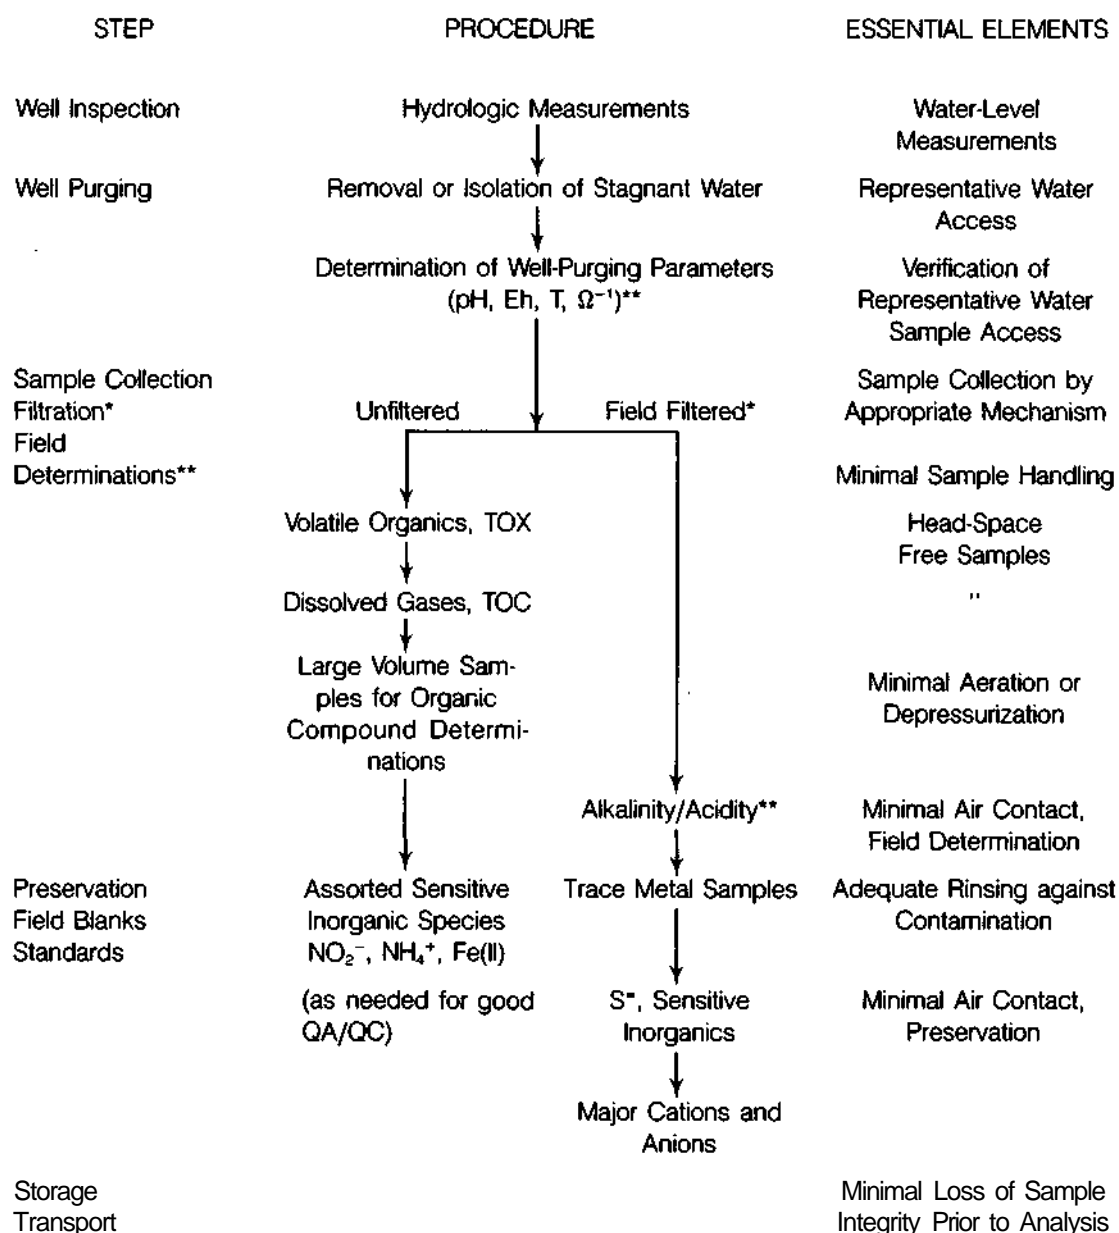 STEP PROCEDURE ESSENTIAL ELEMENTS
Well Inspection Hydrologic Measurements Water-Level
Measurements
Well Purging Removal or Isolation of Stagnant Water Representative Water
Access
Determination of Well-Purging Parameters Verification of
(pH, Eh, T, Ω⁻¹)** Representative Water
Sample Access
Sample Collection Sample Collection by
Filtration* Unfiltered Field Filtered* Appropriate Mechanism
Field
Determinations** Minimal Sample Handling
Volatile Organics, TOX Head-Space
Free Samples
Dissolved Gases, TOC "
Large Volume Sam-
ples for Organic Minimal Aeration or
Compound Determi- Depressurization
nations
Alkalinity/Acidity** Minimal Air Contact,
Field Determination
Preservation Assorted Sensitive Trace Metal Samples Adequate Rinsing against
Field Blanks Inorganic Species Contamination
Standards NO₂⁻, NH₄⁺, Fe(II)
(as needed for good S⁼, Sensitive Minimal Air Contact,
QA/QC) Inorganics Preservation
Major Cations and
Anions
Storage Minimal Loss of Sample
Transport Integrity Prior to Analysis